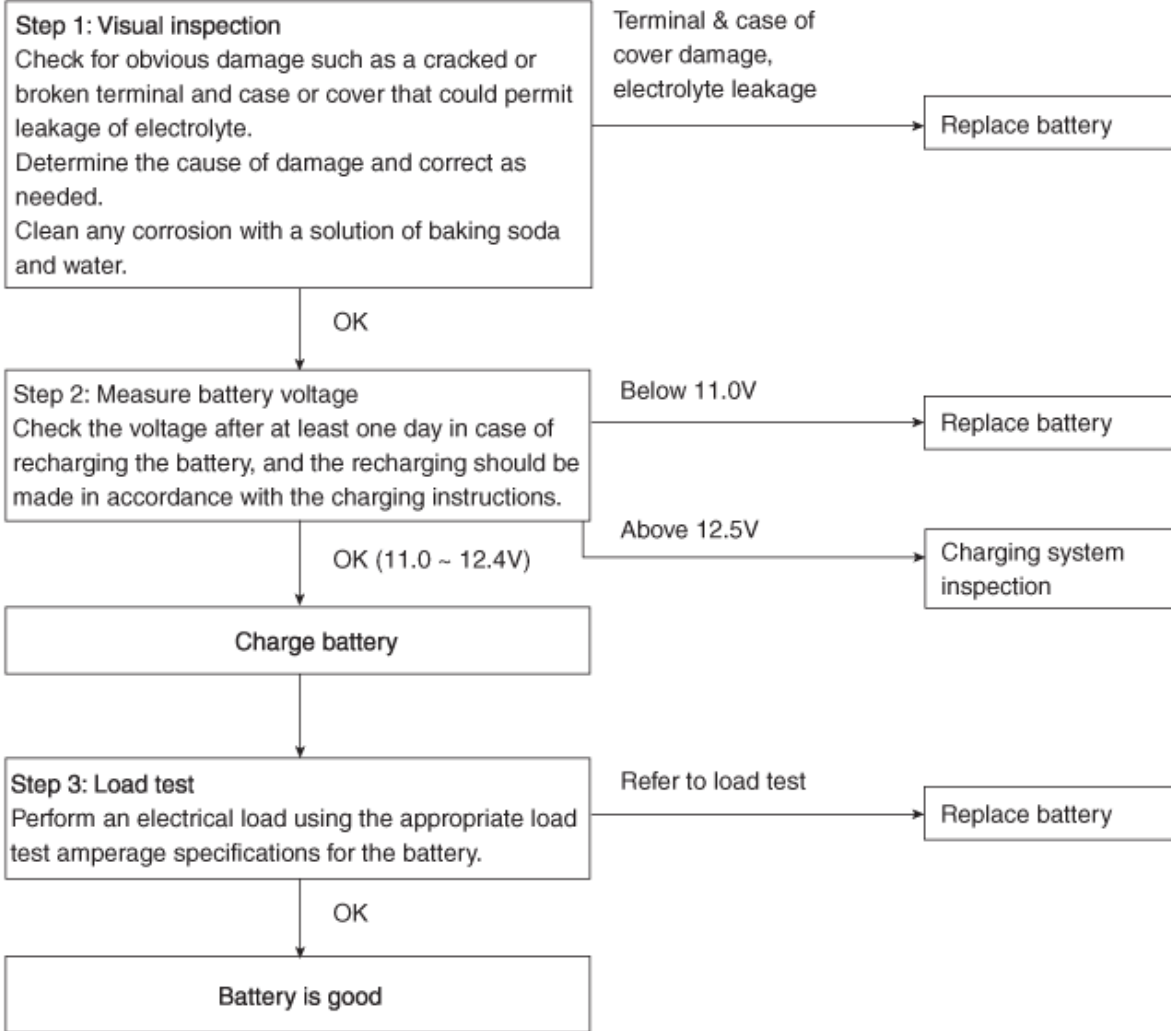 Step 1: Visual inspection
Check for obvious damage such as a cracked or
broken terminal and case or cover that could permit
leakage of electrolyte.
Determine the cause of damage and correct as
needed.
Clean any corrosion with a solution of baking soda
and water.
Terminal & case of
cover damage,
electrolyte leakage
Replace battery
OK
Step 2: Measure battery voltage
Check the voltage after at least one day in case of
recharging the battery, and the recharging should be
made in accordance with the charging instructions.
Below 11.0V
Replace battery
Above 12.5V
Charging system
inspection
OK (11.0 ~ 12.4V)
Charge battery
Step 3: Load test
Perform an electrical load using the appropriate load
test amperage specifications for the battery.
Refer to load test
Replace battery
OK
Battery is good